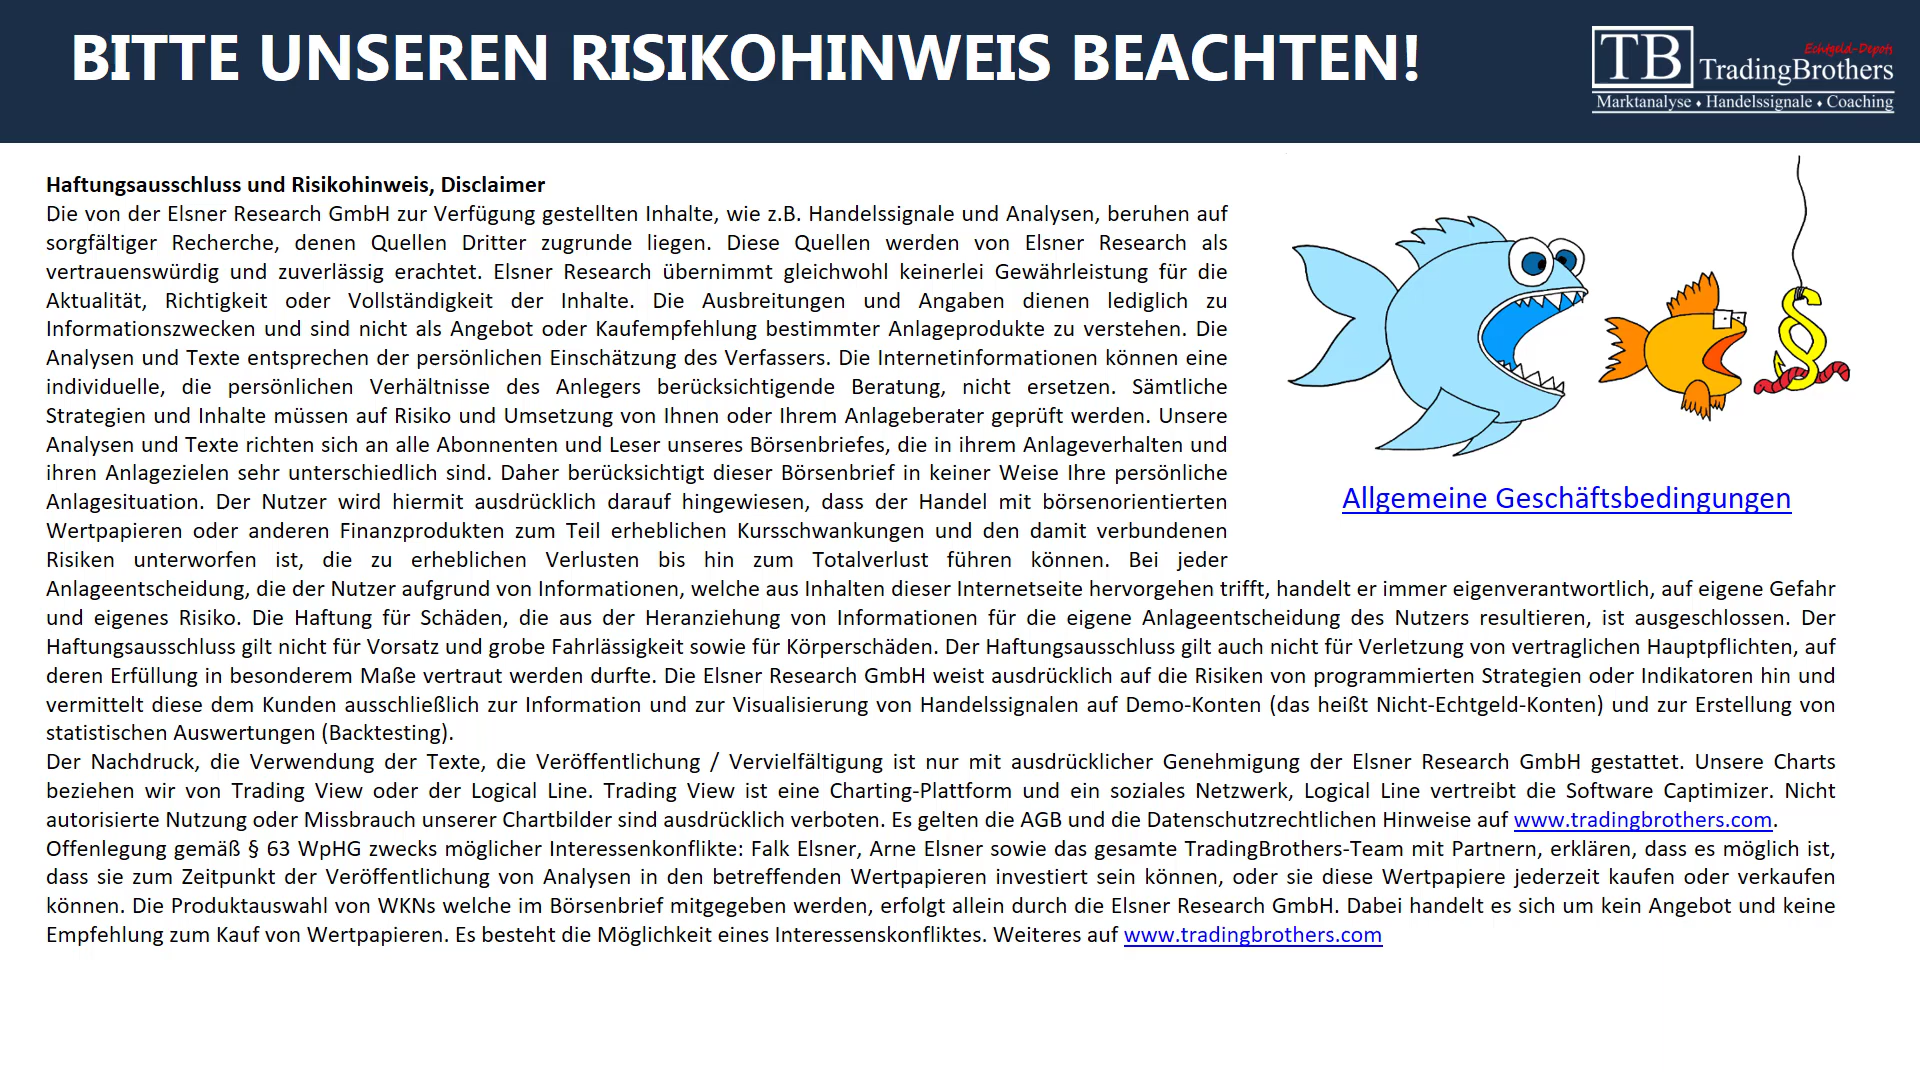 BITTE UNSEREN RISIKOHINWEIS BEACHTEN!
TB
Echtgeld-Depots
TradingBrothers
Marktanalyse ♦ Handelssignale ♦ Coaching
Haftungsausschluss und Risikohinweis, Disclaimer
Die von der Elsner Research GmbH zur Verfügung gestellten Inhalte, wie z.B. Handelssignale und Analysen, beruhen auf
sorgfältiger Recherche, denen Quellen Dritter zugrunde liegen. Diese Quellen werden von Elsner Research als
vertrauenswürdig und zuverlässig erachtet. Elsner Research übernimmt gleichwohl keinerlei Gewährleistung für die
Aktualität, Richtigkeit oder Vollständigkeit der Inhalte. Die Ausbreitungen und Angaben dienen lediglich zu
Informationszwecken und sind nicht als Angebot oder Kaufempfehlung bestimmter Anlageprodukte zu verstehen. Die
Analysen und Texte entsprechen der persönlichen Einschätzung des Verfassers. Die Internetinformationen können eine
individuelle, die persönlichen Verhältnisse des Anlegers berücksichtigende Beratung, nicht ersetzen. Sämtliche
Strategien und Inhalte müssen auf Risiko und Umsetzung von Ihnen oder Ihrem Anlageberater geprüft werden. Unsere
Analysen und Texte richten sich an alle Abonnenten und Leser unseres Börsenbriefes, die in ihrem Anlageverhalten und
ihren Anlagezielen sehr unterschiedlich sind. Daher berücksichtigt dieser Börsenbrief in keiner Weise Ihre persönliche
Anlagesituation. Der Nutzer wird hiermit ausdrücklich darauf hingewiesen, dass der Handel mit börsenorientierten
Wertpapieren oder anderen Finanzprodukten zum Teil erheblichen Kursschwankungen und den damit verbundenen
Risiken unterworfen ist, die zu erheblichen Verlusten bis hin zum Totalverlust führen können. Bei jeder
Anlageentscheidung, die der Nutzer aufgrund von Informationen, welche aus Inhalten dieser Internetseite hervorgehen trifft, handelt er immer eigenverantwortlich, auf eigene Gefahr
und eigenes Risiko. Die Haftung für Schäden, die aus der Heranziehung von Informationen für die eigene Anlageentscheidung des Nutzers resultieren, ist ausgeschlossen. Der
Haftungsausschluss gilt nicht für Vorsatz und grobe Fahrlässigkeit sowie für Körperschäden. Der Haftungsausschluss gilt auch nicht für Verletzung von vertraglichen Hauptpflichten, auf
deren Erfüllung in besonderem Maße vertraut werden durfte. Die Elsner Research GmbH weist ausdrücklich auf die Risiken von programmierten Strategien oder Indikatoren hin und
vermittelt diese dem Kunden ausschließlich zur Information und zur Visualisierung von Handelssignalen auf Demo-Konten (das heißt Nicht-Echtgeld-Konten) und zur Erstellung von
statistischen Auswertungen (Backtesting).
Der Nachdruck, die Verwendung der Texte, die Veröffentlichung / Vervielfältigung ist nur mit ausdrücklicher Genehmigung der Elsner Research GmbH gestattet. Unsere Charts
beziehen wir von Trading View oder der Logical Line. Trading View ist eine Charting-Plattform und ein soziales Netzwerk, Logical Line vertreibt die Software Captimizer. Nicht
autorisierte Nutzung oder Missbrauch unserer Chartbilder sind ausdrücklich verboten. Es gelten die AGB und die Datenschutzrechtlichen Hinweise auf www.tradingbrothers.com.
Offenlegung gemäß § 63 WpHG zwecks möglicher Interessenkonflikte: Falk Elsner, Arne Elsner sowie das gesamte TradingBrothers-Team mit Partnern, erklären, dass es möglich ist,
dass sie zum Zeitpunkt der Veröffentlichung von Analysen in den betreffenden Wertpapieren investiert sein können, oder sie diese Wertpapiere jederzeit kaufen oder verkaufen
können. Die Produktauswahl von WKNs welche im Börsenbrief mitgegeben werden, erfolgt allein durch die Elsner Research GmbH. Dabei handelt es sich um kein Angebot und keine
Empfehlung zum Kauf von Wertpapieren. Es besteht die Möglichkeit eines Interessenskonfliktes. Weiteres auf www.tradingbrothers.com
§
Allgemeine Geschäftsbedingungen